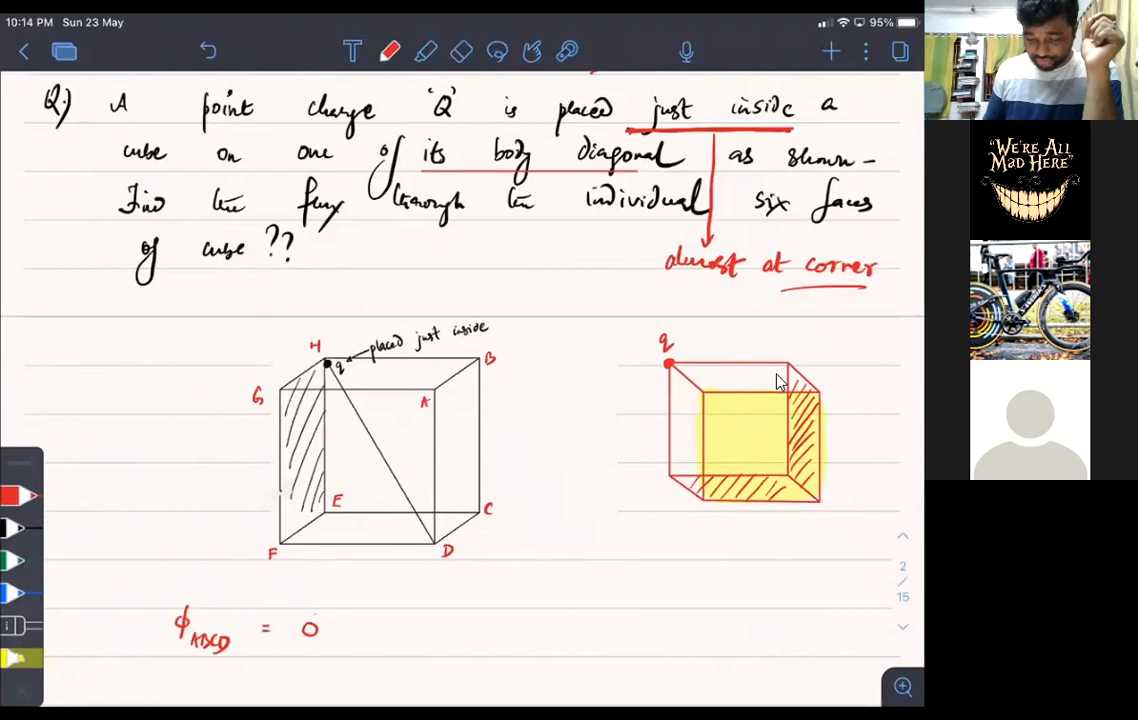 10:14 PM Sun 23 May
95%
Q:) A point charge 'Q' is placed just inside a
cube on one of its body diagonal as shown-
Find the flux through the individual six faces
of cube ??
almost at corner
H
placed just inside
q
B
G
A
E
C
F
D
q
ϕABCD = 0
2
/
15
"WE'RE ALL
MAD HERE"